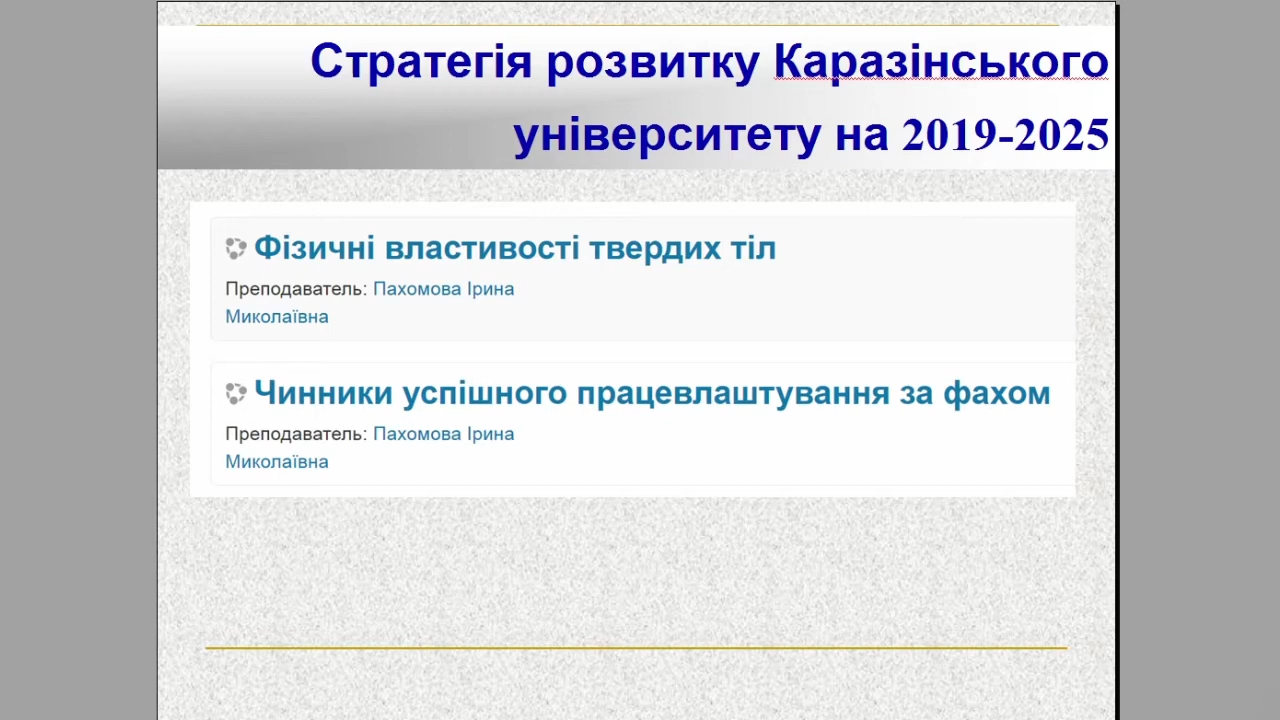 Стратегія розвитку Каразінського
університету на 2019-2025
Фізичні властивості твердих тіл
Преподаватель: Пахомова Ірина
Миколаївна
Чинники успішного працевлаштування за фахом
Преподаватель: Пахомова Ірина
Миколаївна